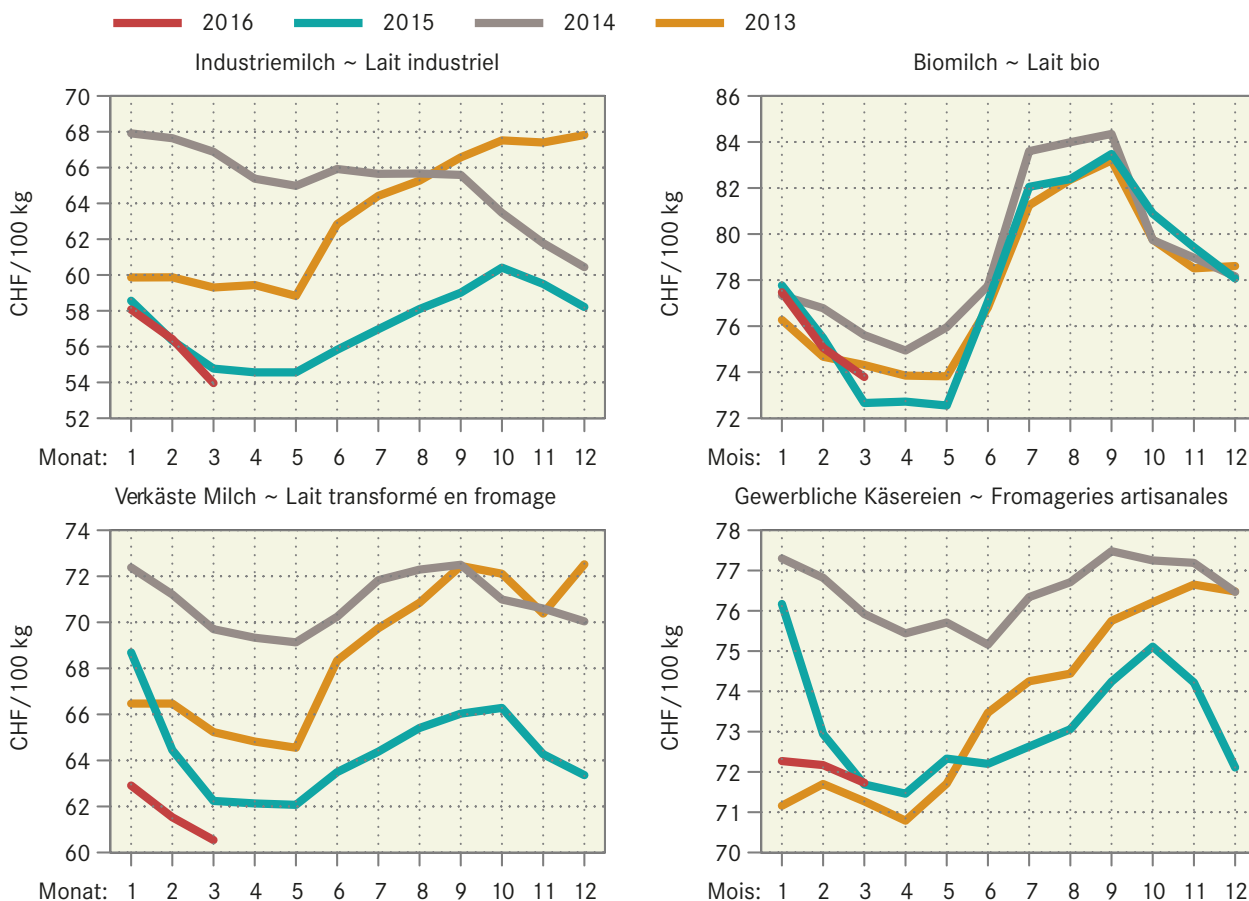 2016 2015 2014 2013
Industriemilch ~ Lait industriel
CHF/100 kg
70
68
66
64
62
60
58
56
54
52
Monat: 1 2 3 4 5 6 7 8 9 10 11 12
Biomilch ~ Lait bio
CHF/100 kg
86
84
82
80
78
76
74
72
Mois: 1 2 3 4 5 6 7 8 9 10 11 12
Verkäste Milch ~ Lait transformé en fromage
CHF/100 kg
74
72
70
68
66
64
62
60
Monat: 1 2 3 4 5 6 7 8 9 10 11 12
Gewerbliche Käsereien ~ Fromageries artisanales
CHF/100 kg
78
77
76
75
74
73
72
71
70
Mois: 1 2 3 4 5 6 7 8 9 10 11 12